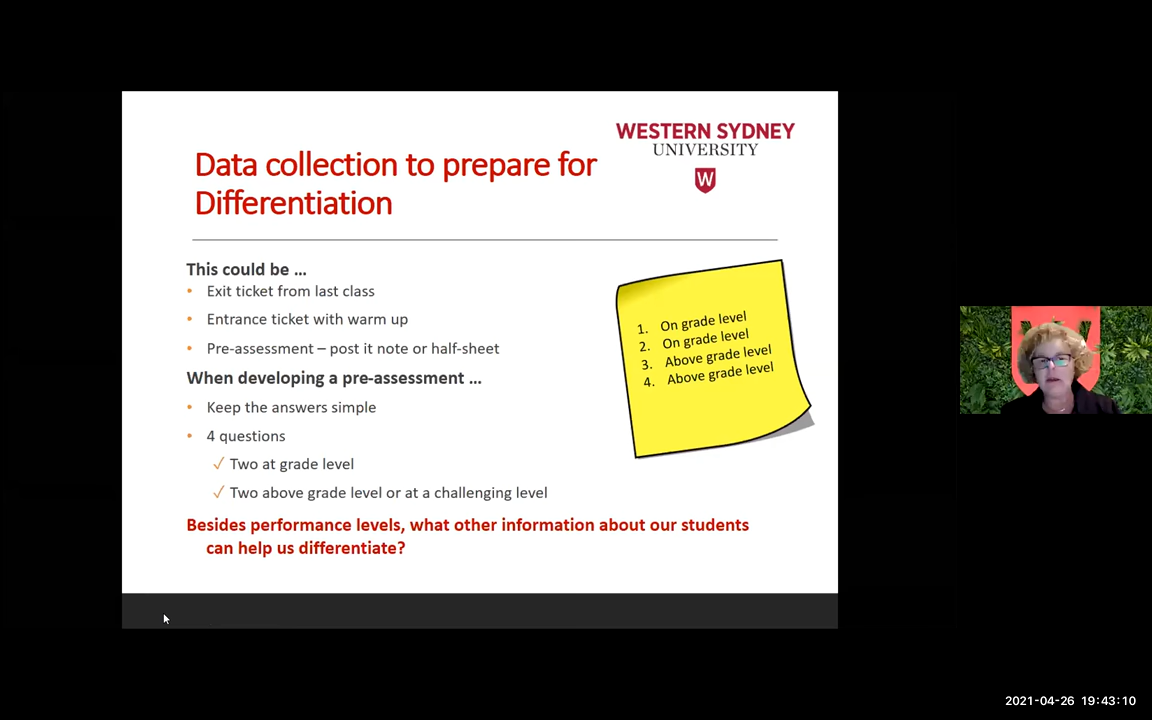 WESTERN SYDNEY
UNIVERSITY
W
Data collection to prepare for
Differentiation
This could be ...
• Exit ticket from last class
• Entrance ticket with warm up
• Pre-assessment – post it note or half-sheet
When developing a pre-assessment ...
• Keep the answers simple
• 4 questions
✓ Two at grade level
✓ Two above grade level or at a challenging level
Besides performance levels, what other information about our students
can help us differentiate?
1. On grade level
2. On grade level
3. Above grade level
4. Above grade level
2021-04-26 19:43:10